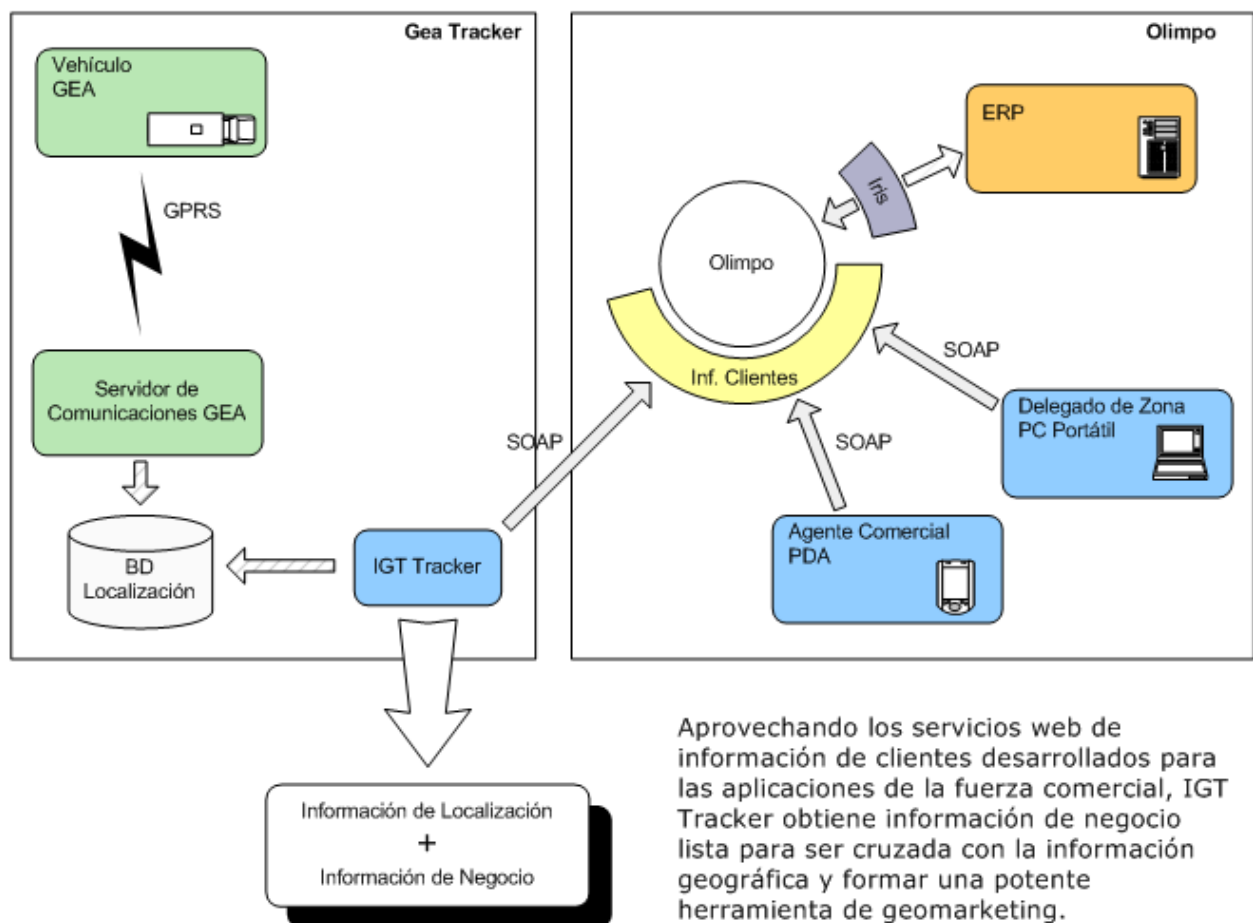 Gea Tracker
Vehículo
GEA
GPRS
Servidor de
Comunicaciones GEA
BD
Localización
IGT Tracker
SOAP
Información de Localización
+
Información de Negocio
Olimpo
ERP
Iris
Olimpo
Inf. Clientes
SOAP
Delegado de Zona
PC Portátil
SOAP
Agente Comercial
PDA
Aprovechando los servicios web de
información de clientes desarrollados para
las aplicaciones de la fuerza comercial, IGT
Tracker obtiene información de negocio
lista para ser cruzada con la información
geográfica y formar una potente
herramienta de geomarketing.